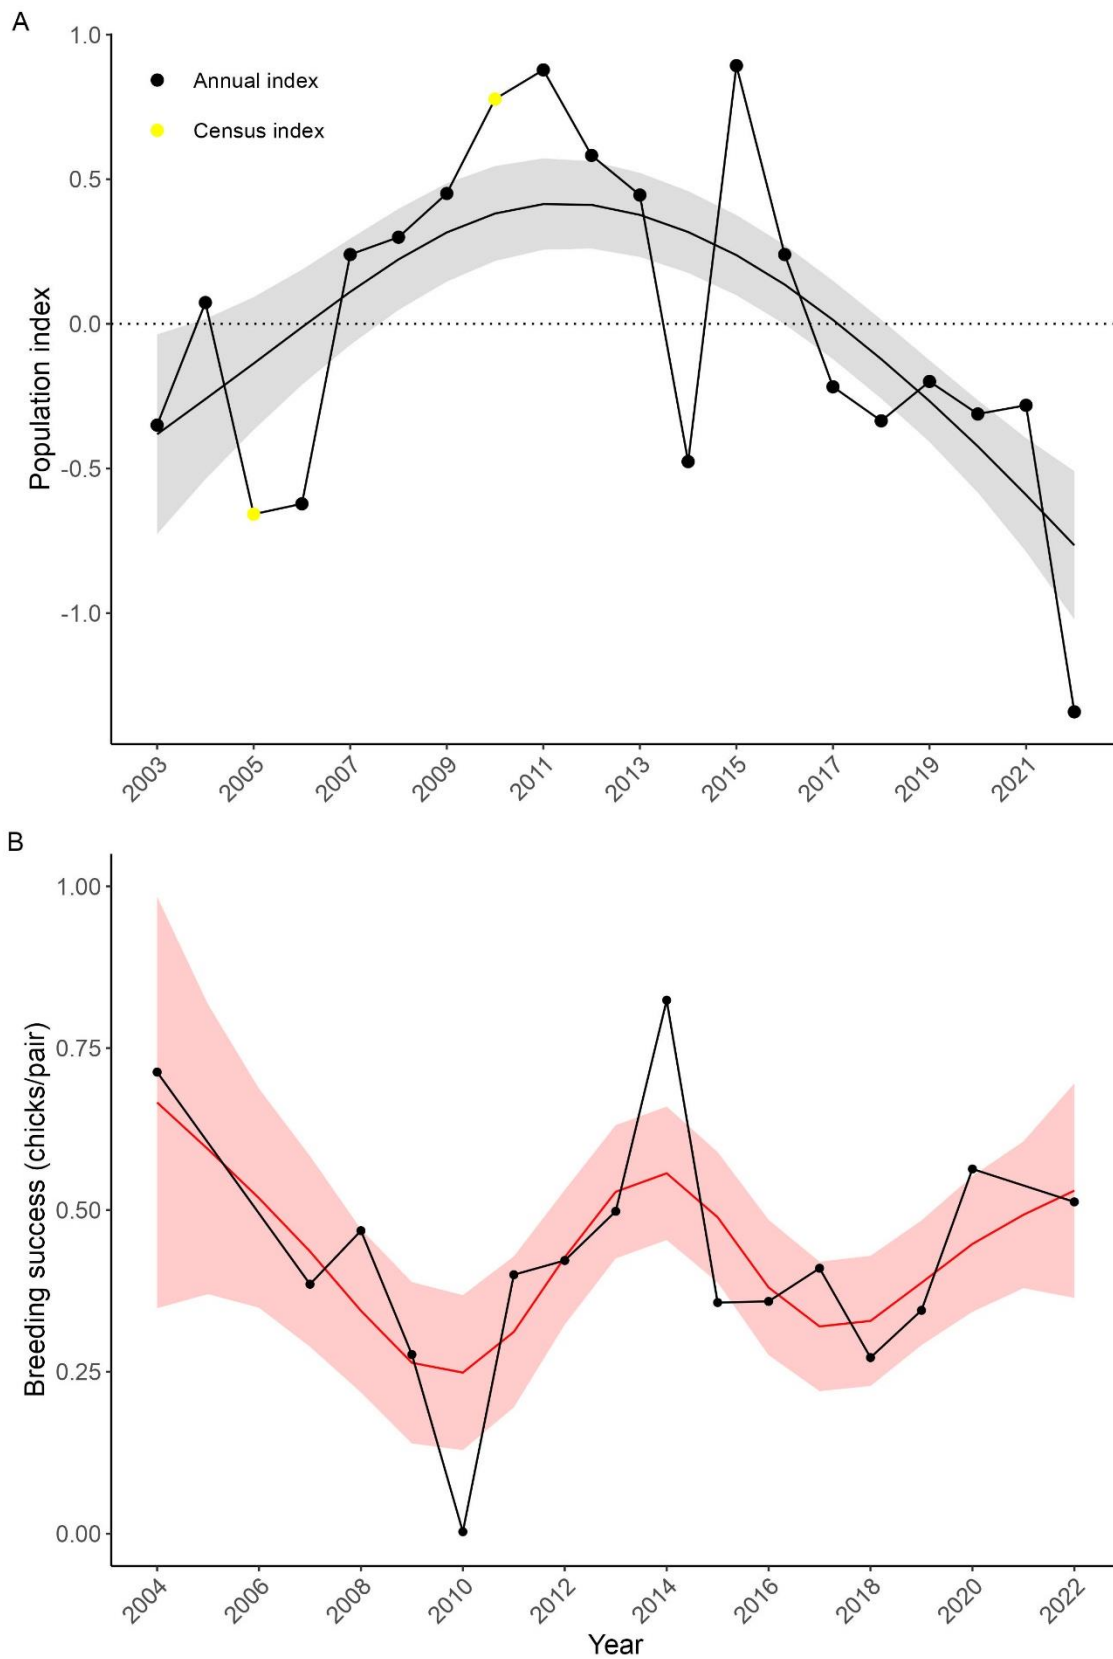 A
1.0
Annual index
Census index
0.5
0.0
-0.5
-1.0
Population index
2003 2005 2007 2009 2011 2013 2015 2017 2019 2021
B
1.00
0.75
0.50
0.25
0.00
Breeding success (chicks/pair)
2004 2006 2008 2010 2012 2014 2016 2018 2020 2022
Year